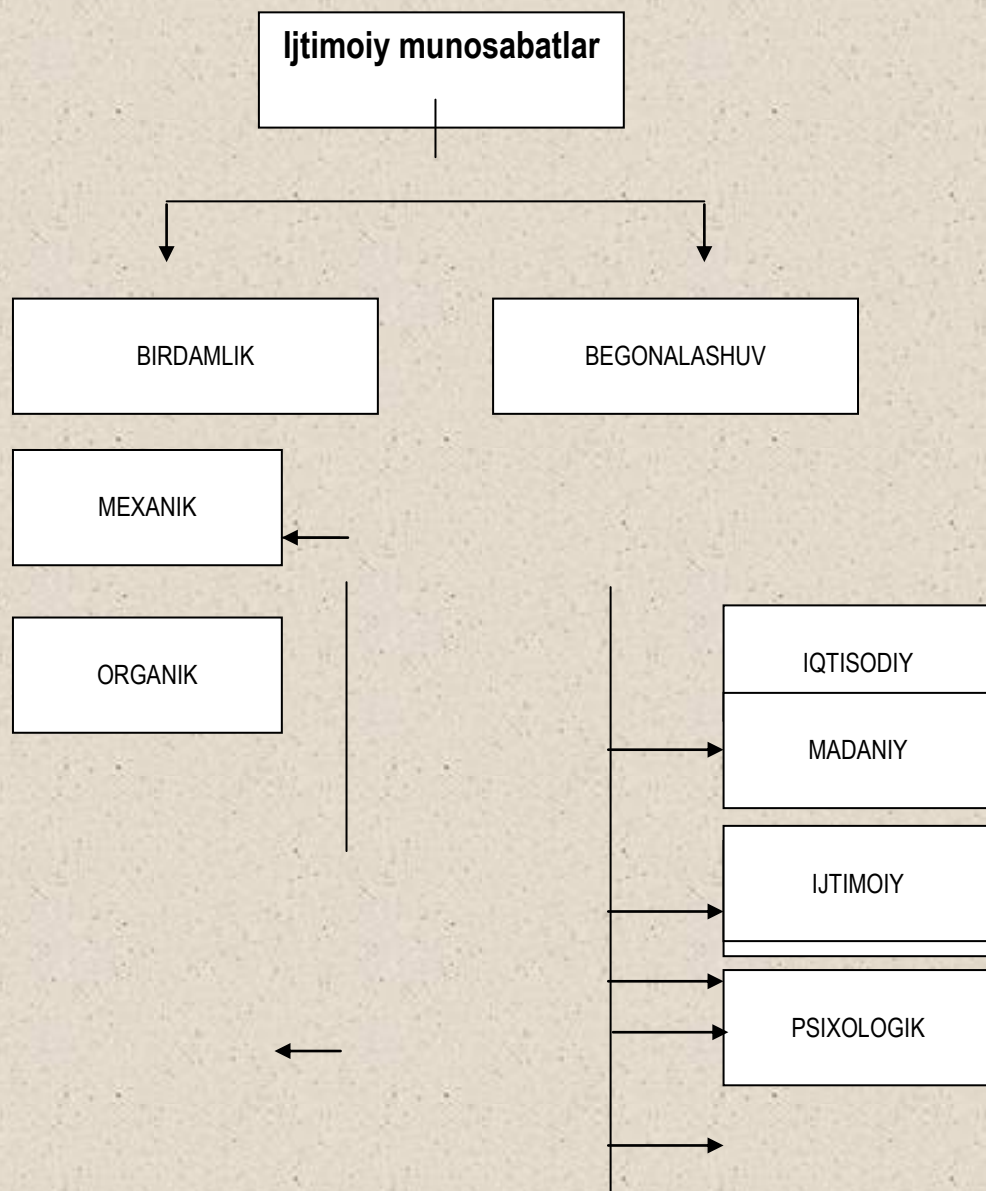 Ijtimoiy munosabatlar
BIRDAMLIK
BEGONALASHUV
MEXANIK
ORGANIK
IQTISODIY
MADANIY
IJTIMOIY
PSIXOLOGIK